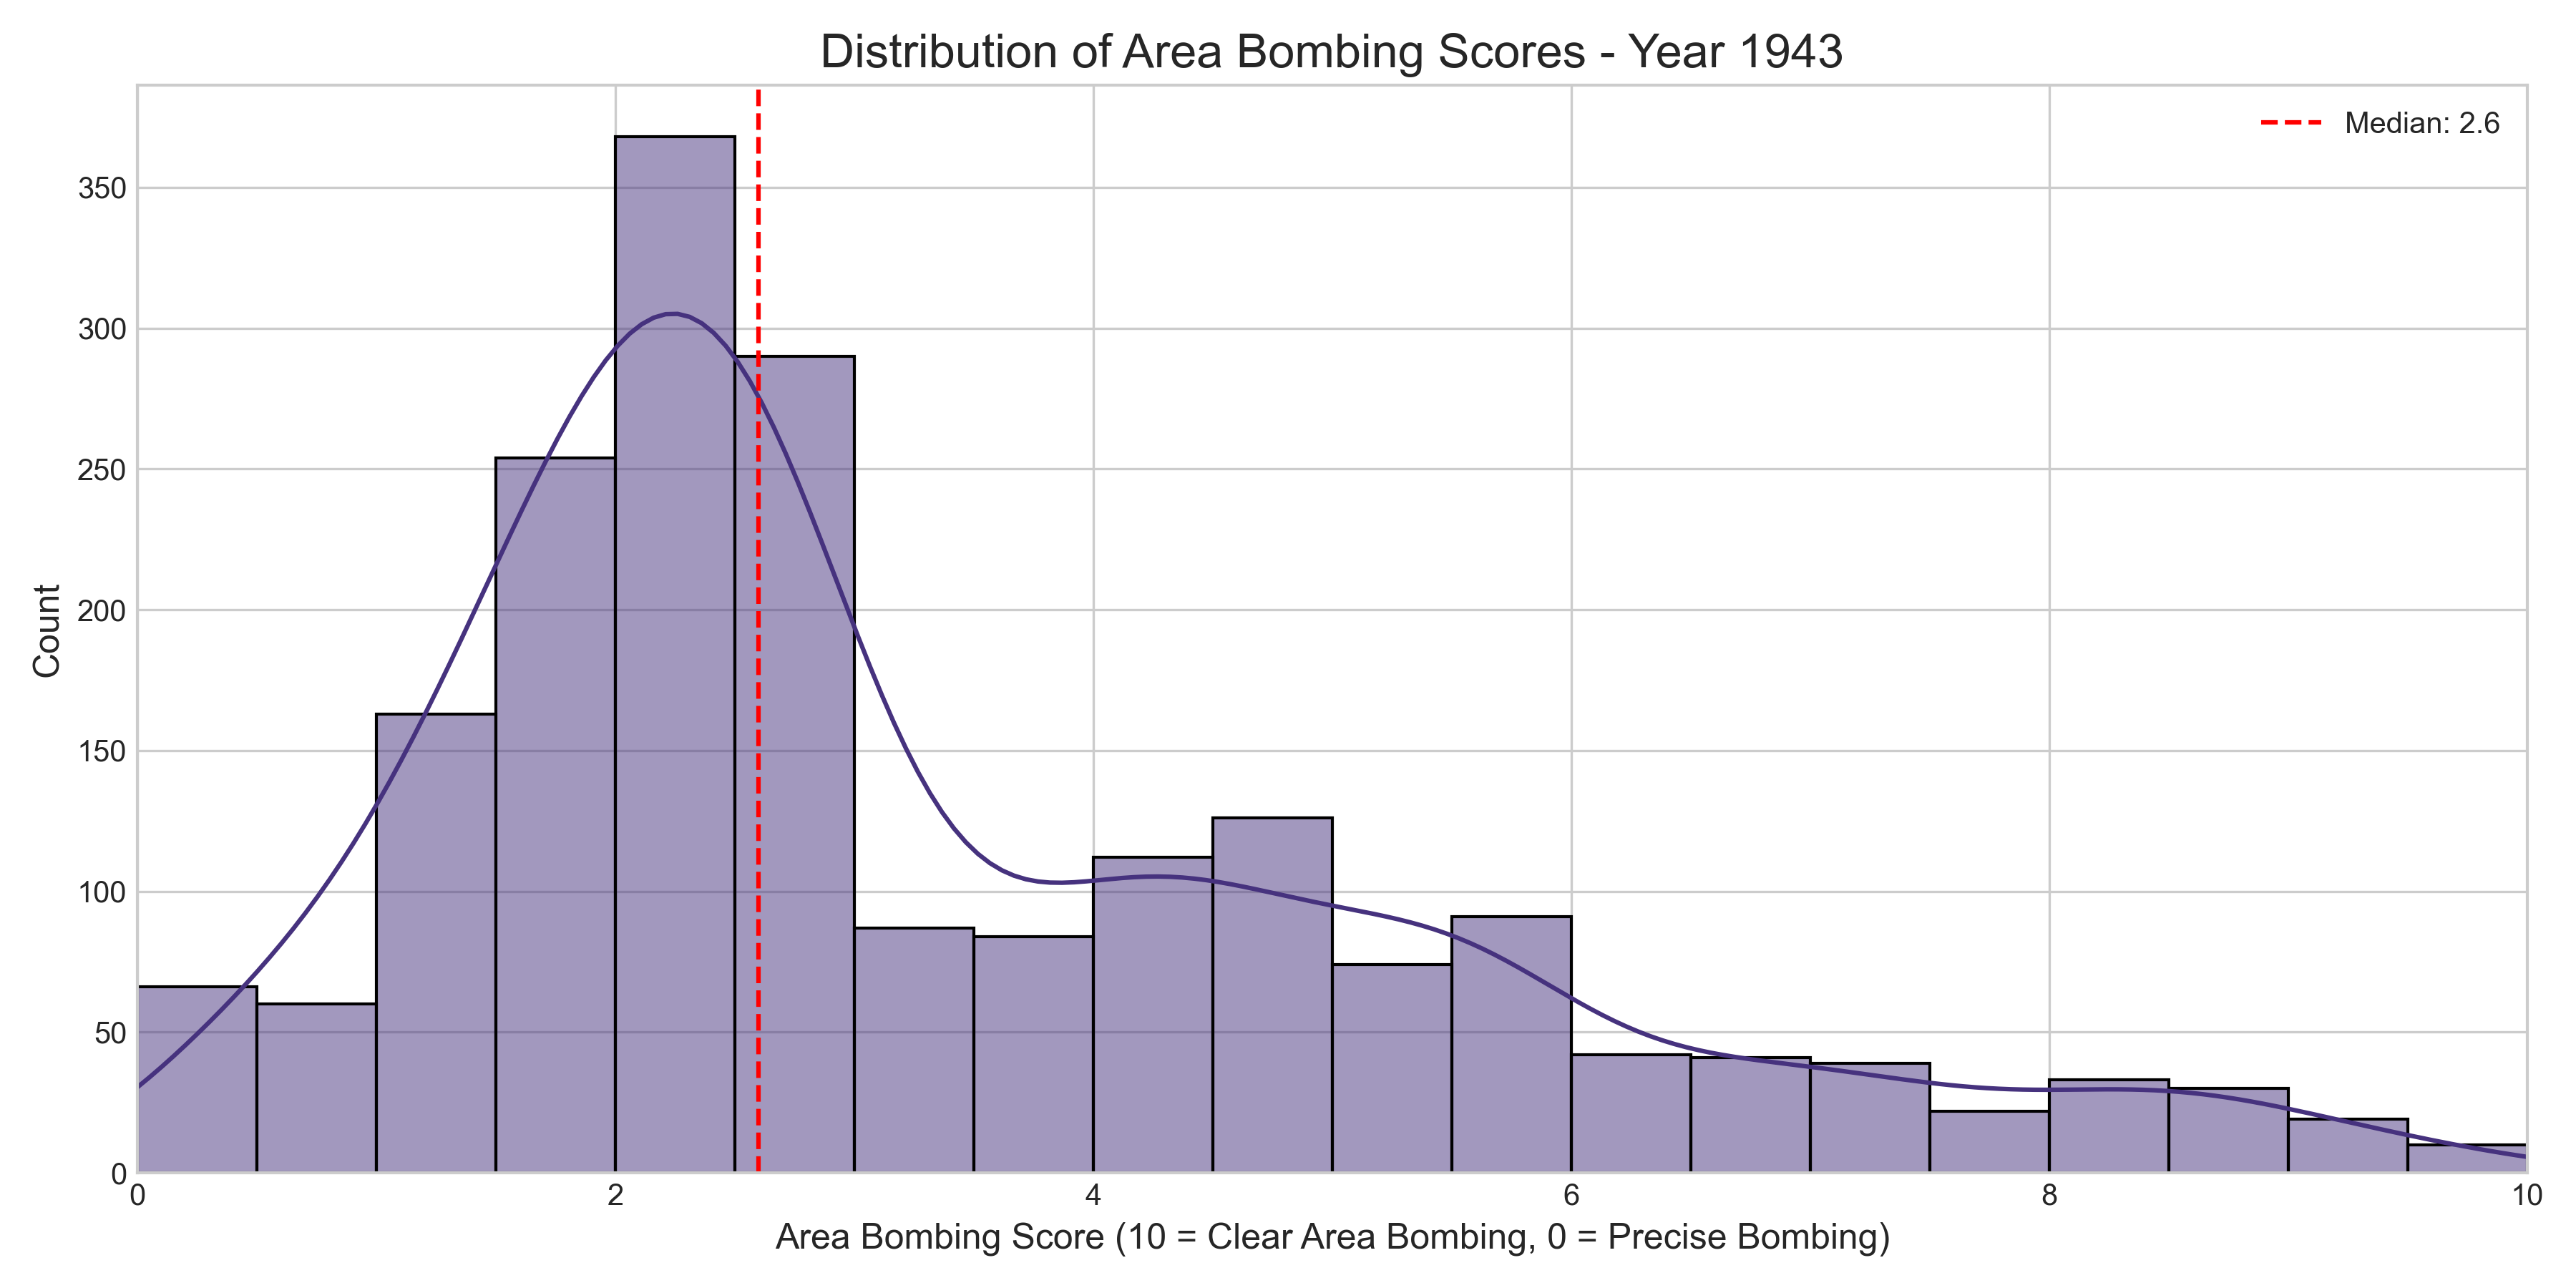 Distribution of Area Bombing Scores - Year 1943
Median: 2.6
350
300
250
200
150
100
50
0
Count
0 2 4 6 8 10
Area Bombing Score (10 = Clear Area Bombing, 0 = Precise Bombing)